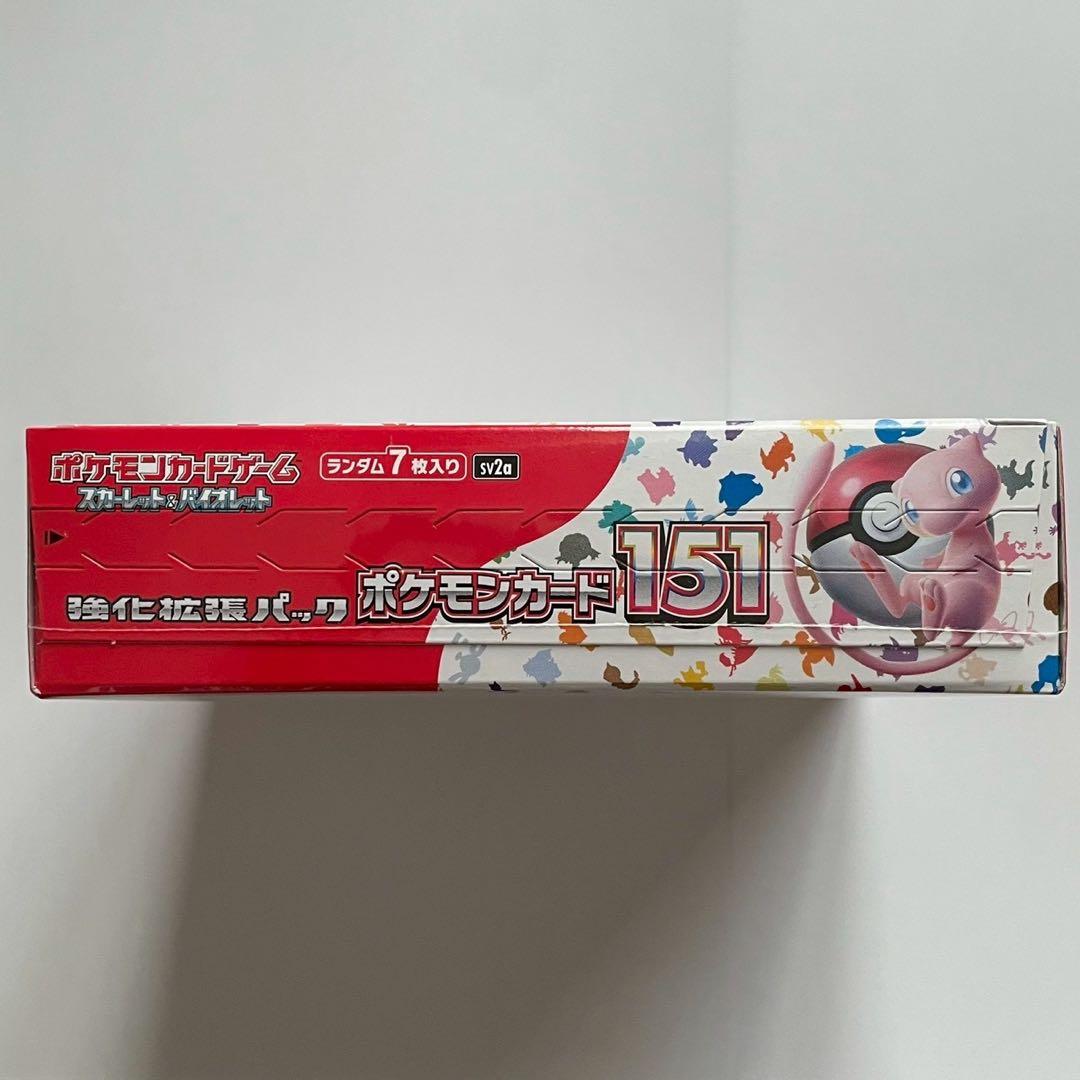 ポケモンカードゲーム
スカーレット&バイオレット
ランダム7枚入り
sv2a
強化拡張パック
ポケモンカード151